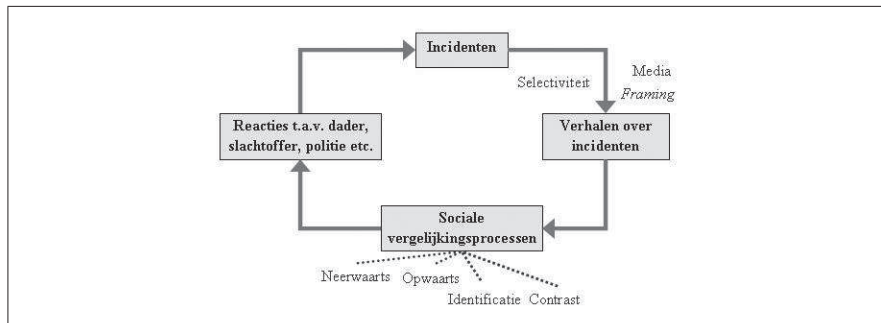 Incidenten
Selectiviteit
Media
Framing
Reacties t.a.v. dader,
slachtoffer, politie etc.
Verhalen over
incidenten
Sociale
vergelijkingsprocessen
Neerwaarts
Opwaarts
Identificatie
Contrast